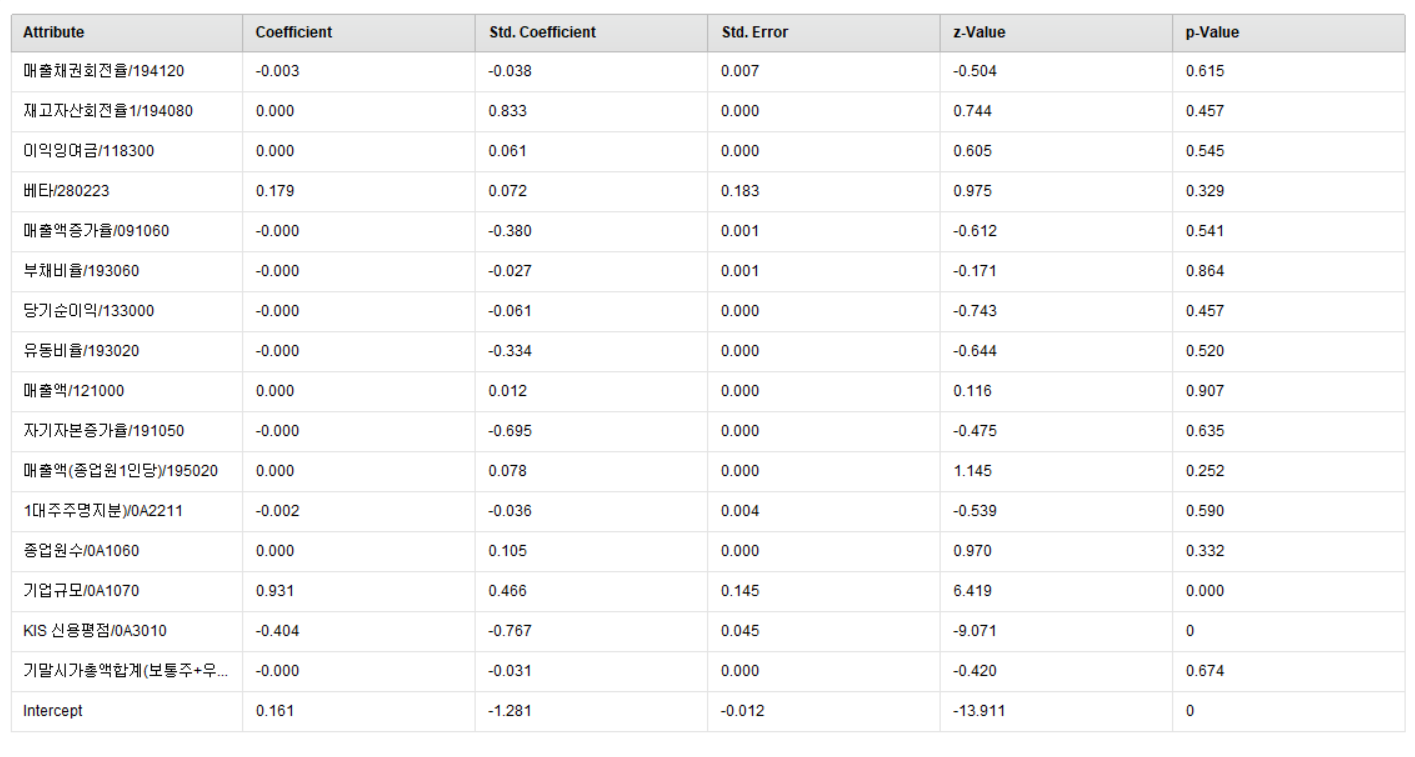 Attribute Coefficient Std. Coefficient Std. Error z-Value p-Value
매출채권회전율/194120 -0.003 -0.038 0.007 -0.504 0.615
재고자산회전율1/194080 0.000 0.833 0.000 0.744 0.457
이익잉여금/118300 0.000 0.061 0.000 0.605 0.545
베타/280223 0.179 0.072 0.183 0.975 0.329
매출액증가율/091060 -0.000 -0.380 0.001 -0.612 0.541
부채비율/193060 -0.000 -0.027 0.001 -0.171 0.864
당기순이익/133000 -0.000 -0.061 0.000 -0.743 0.457
유동비율/193020 -0.000 -0.334 0.000 -0.644 0.520
매출액/121000 0.000 0.012 0.000 0.116 0.907
자기자본증가율/191050 -0.000 -0.695 0.000 -0.475 0.635
매출액(종업원1인당)/195020 0.000 0.078 0.000 1.145 0.252
1대주주명지분)/0A2211 -0.002 -0.036 0.004 -0.539 0.590
종업원수/0A1060 0.000 0.105 0.000 0.970 0.332
기업규모/0A1070 0.931 0.466 0.145 6.419 0.000
KIS 신용평점/0A3010 -0.404 -0.767 0.045 -9.071 0
기말시가총액합계(보통주+우... -0.000 -0.031 0.000 -0.420 0.674
Intercept 0.161 -1.281 -0.012 -13.911 0